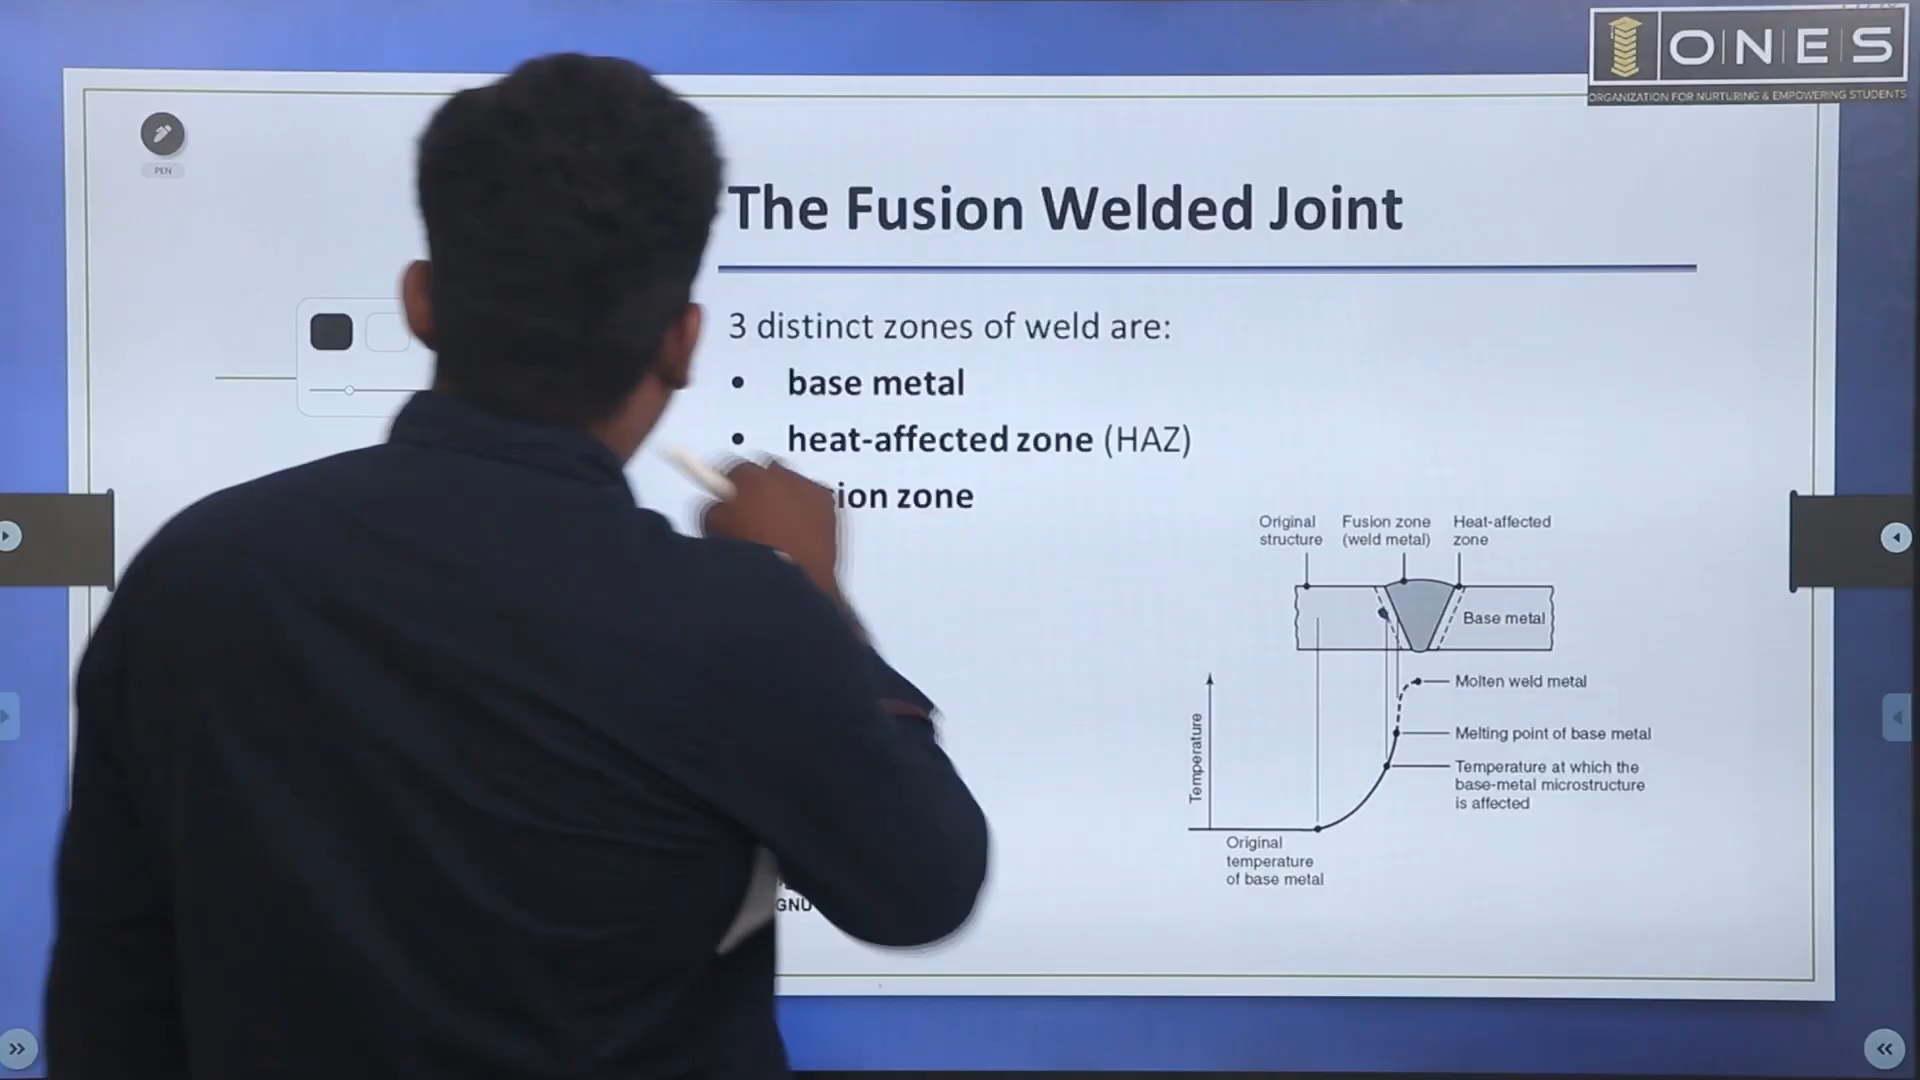 O|N|E|S
ORGANIZATION FOR NURTURING & EMPOWERING STUDENTS
PEN
The Fusion Welded Joint
3 distinct zones of weld are:
• base metal
• heat-affected zone (HAZ)
sion zone
Original structure
Fusion zone (weld metal)
Heat-affected zone
Base metal
Molten weld metal
Melting point of base metal
Temperature at which the
base-metal microstructure
is affected
Temperature
Original
temperature
of base metal
GNU